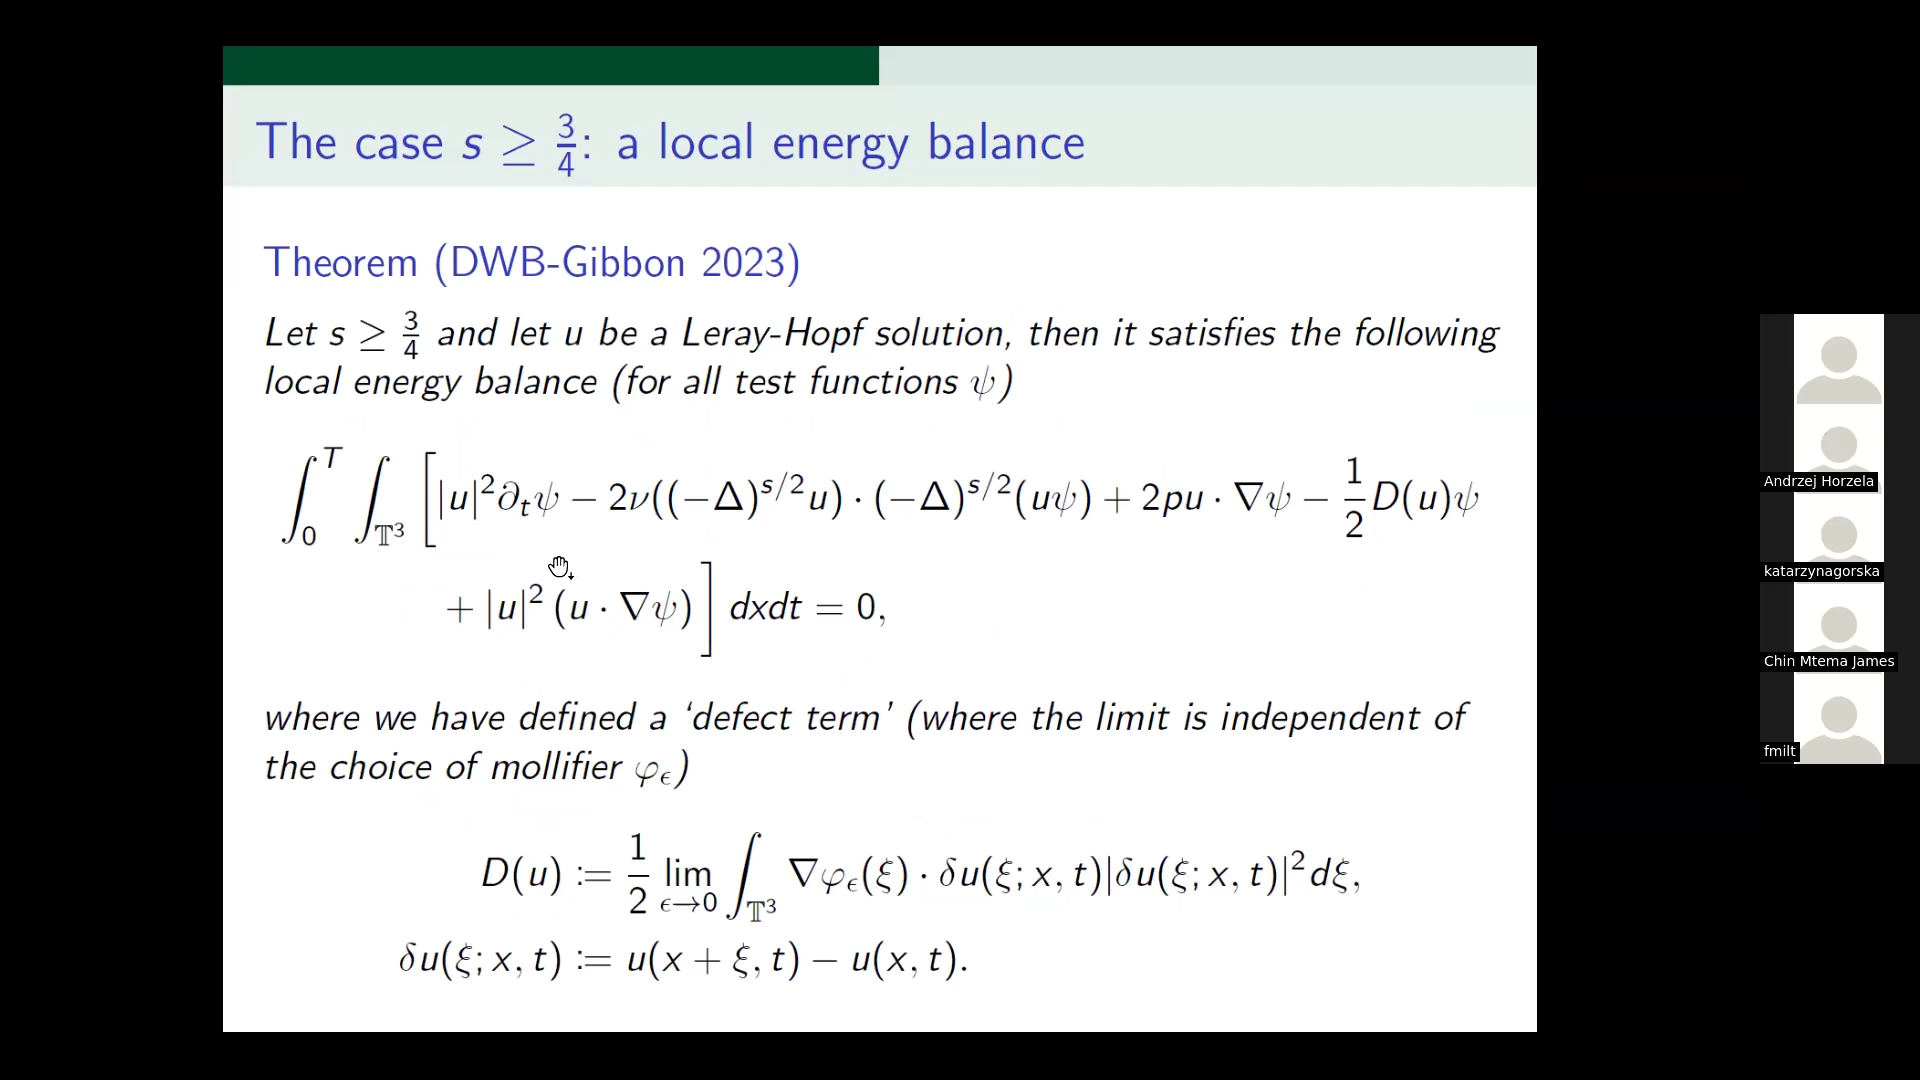 The case s ≥ 3/4: a local energy balance
Theorem (DWB-Gibbon 2023)
Let s ≥ 3/4 and let u be a Leray-Hopf solution, then it satisfies the following
local energy balance (for all test functions ψ)
∫_0^T ∫_{𝕋³} [ |u|²∂_tψ − 2ν((−Δ)^{s/2}u) · (−Δ)^{s/2}(uψ) + 2pu · ∇ψ − 1/2 D(u)ψ
+ |u|² (u · ∇ψ) ] dxdt = 0,
where we have defined a ‘defect term’ (where the limit is independent of
the choice of mollifier φ_ϵ)
D(u) ≔ 1/2 lim_{ϵ→0} ∫_{𝕋³} ∇φ_ϵ(ξ) · δu(ξ; x, t)|δu(ξ; x, t)|²dξ,
δu(ξ; x, t) ≔ u(x + ξ, t) − u(x, t).
Andrzej Horzela
katarzynagorska
Chin Mtema James
fmilt